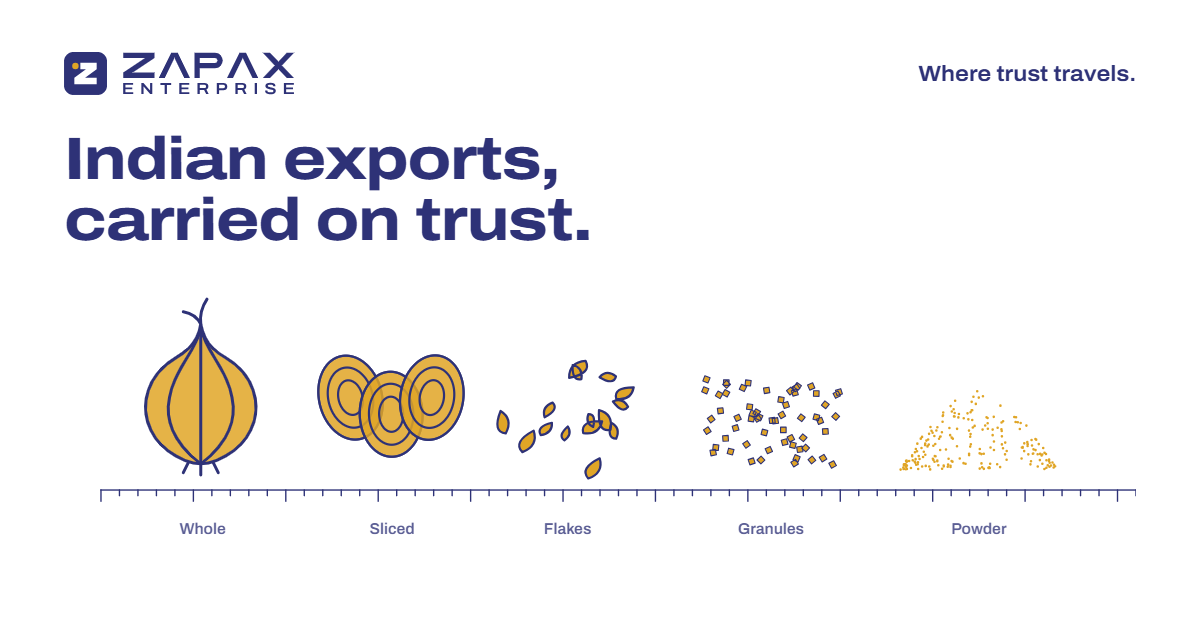 ZAPAX
ENTERPRISE
Where trust travels.
Indian exports,
carried on trust.
Whole
Sliced
Flakes
Granules
Powder